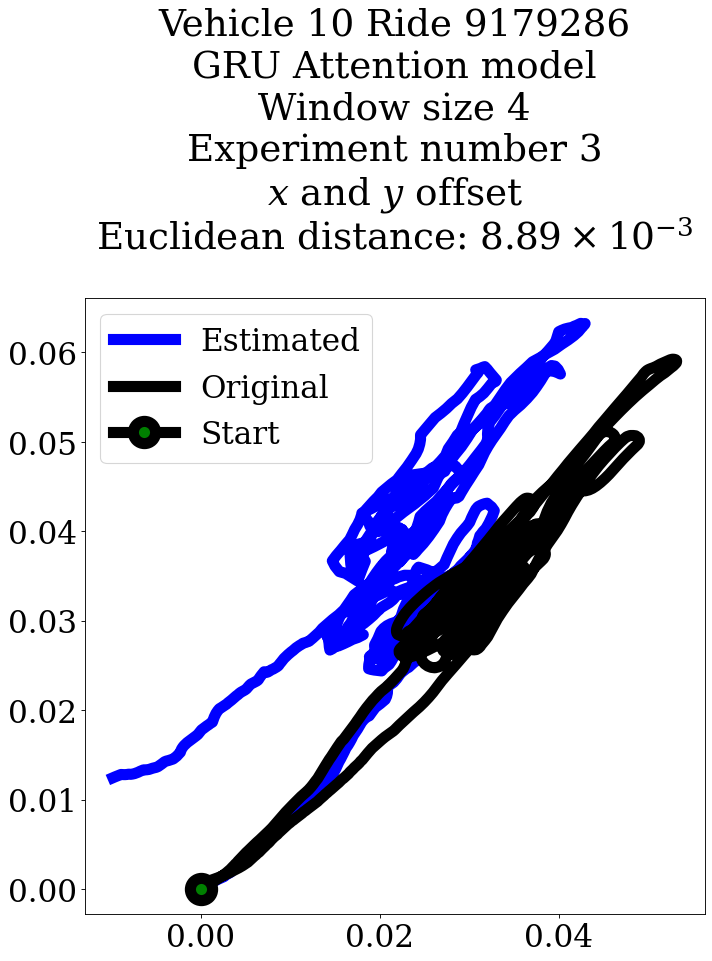 Vehicle 10 Ride 9179286
GRU Attention model
Window size 4
Experiment number 3
x and y offset
Euclidean distance: 8.89 × 10⁻³
Estimated
Original
Start
0.06
0.05
0.04
0.03
0.02
0.01
0.00
0.00 0.02 0.04